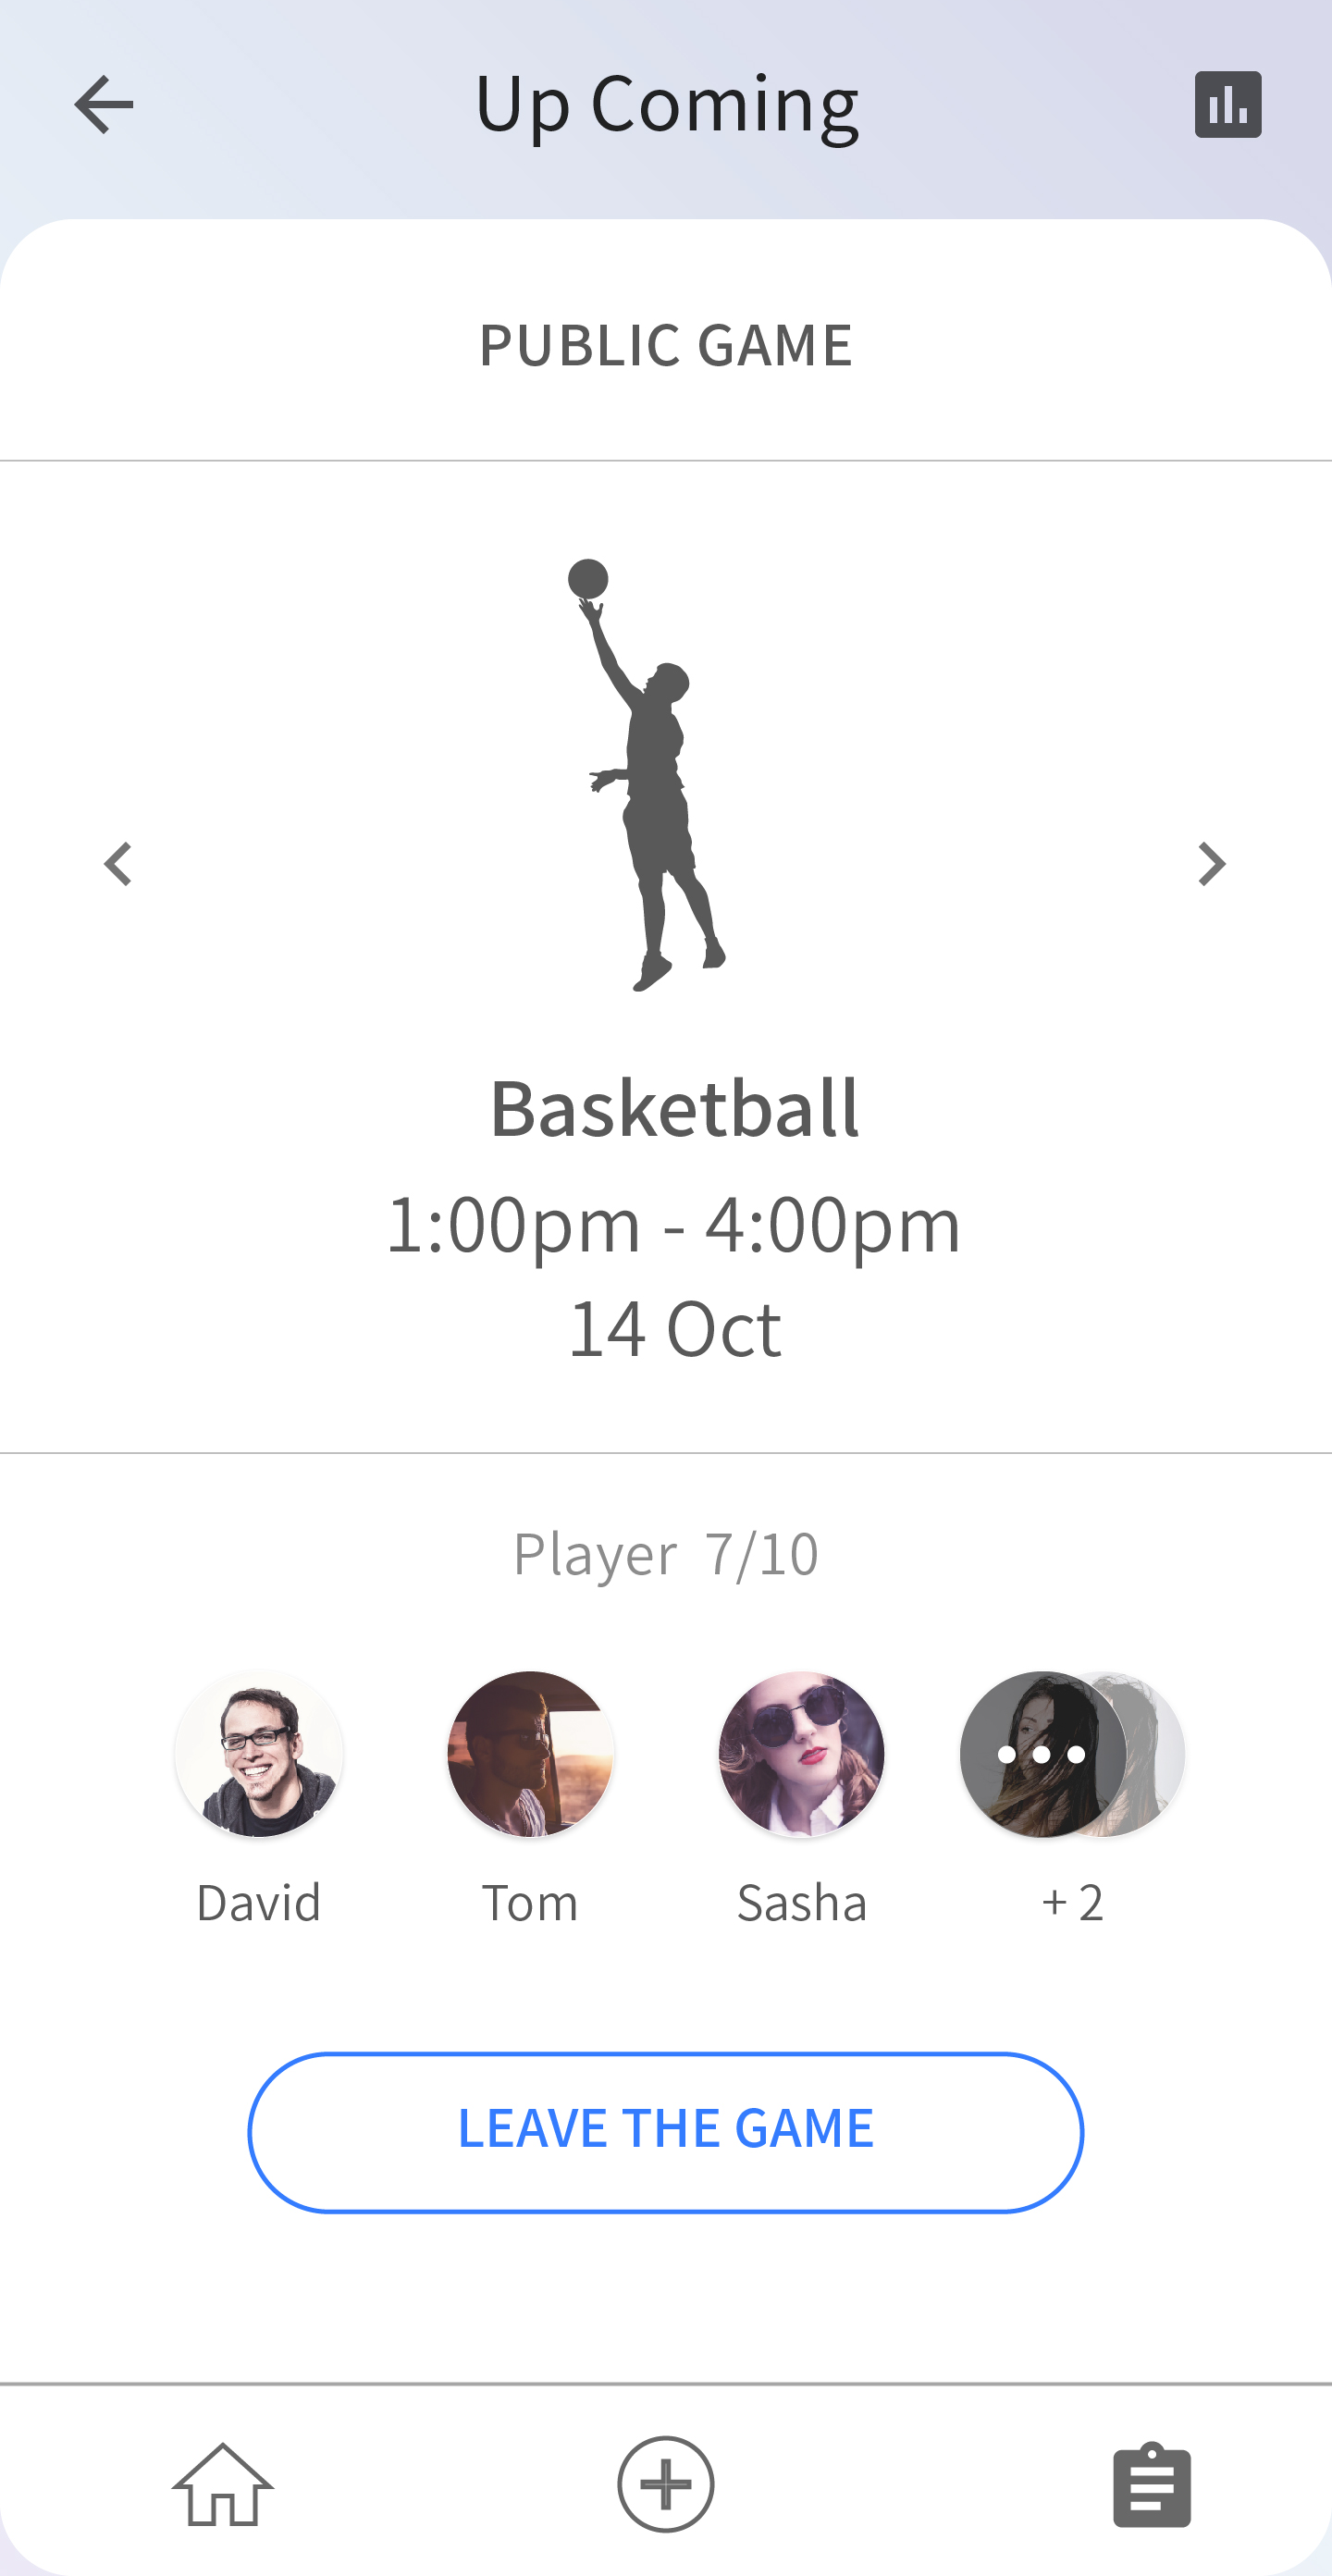 Up Coming
PUBLIC GAME
Basketball
1:00pm - 4:00pm
14 Oct
Player 7/10
David Tom Sasha + 2
LEAVE THE GAME